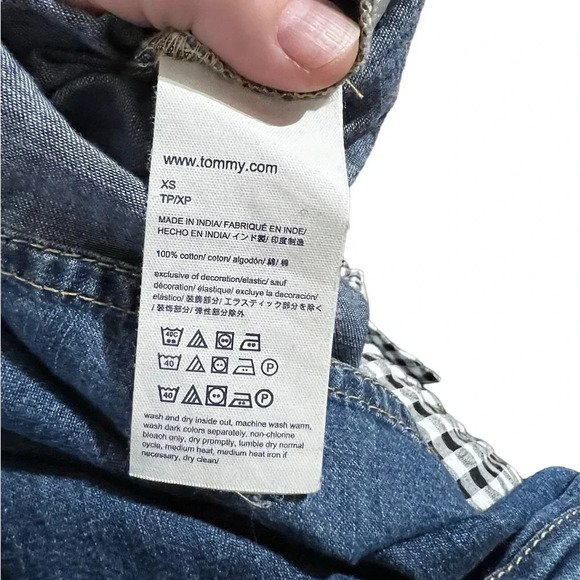 www.tommy.com
XS
TP/XP
MADE IN INDIA/ FABRIQUÉ EN INDE/
HECHO EN INDIA/ インド製/ 印度制造
100% cotton/ coton/ algodón/ 綿/ 棉
exclusive of decoration/elastic/ sauf
décoration/ élastique/ excluye la decoración/
elástico/ 装飾部分/ エラスティック部分を除く
/ 装饰部分/ 弹性部分除外
40C
40 P
40 P
wash and dry inside out, machine wash warm,
wash dark colors separately, non-chlorine
bleach only, dry promptly, tumble dry normal
cycle, medium heat, medium heat iron if
necessary, dry clean/